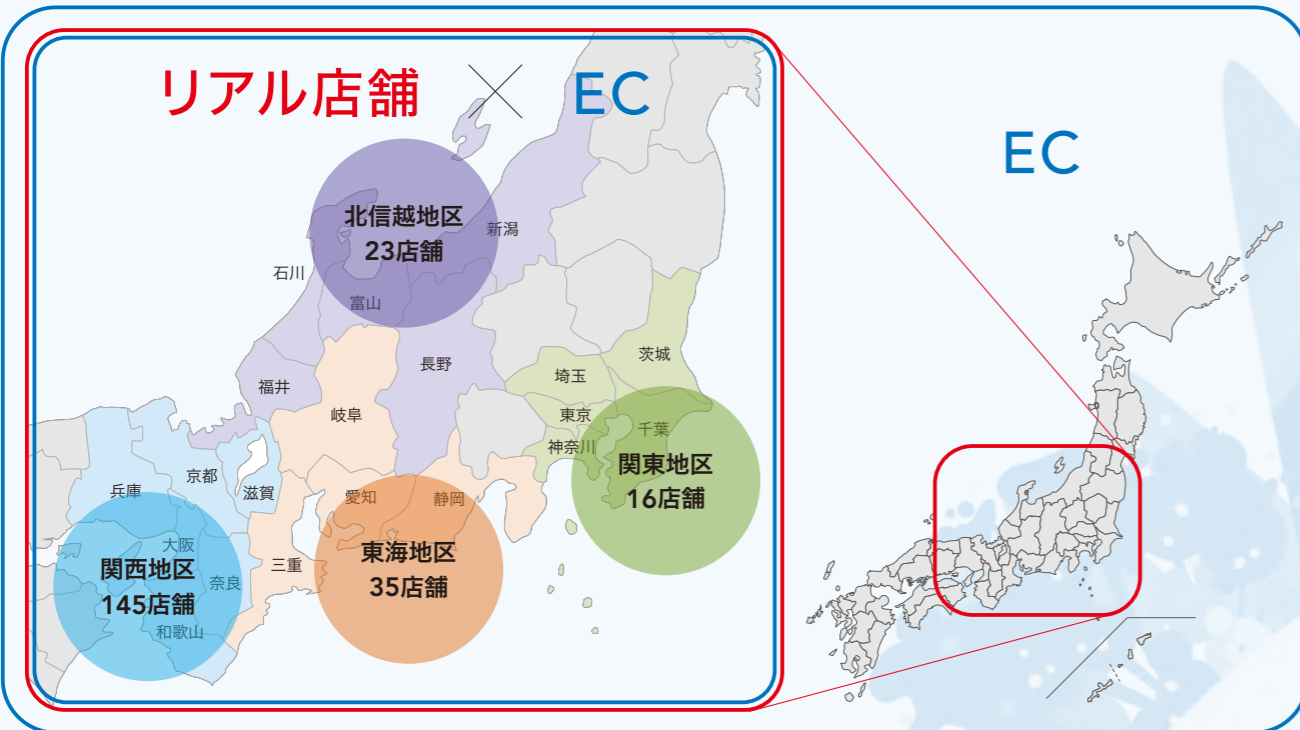 リアル店舗 × EC
EC
北信越地区
23店舗
新潟
石川
富山
長野
福井
岐阜
茨城
埼玉
東京
千葉
神奈川
関東地区
16店舗
京都
滋賀
兵庫
愛知
静岡
大阪
三重
奈良
和歌山
関西地区
145店舗
東海地区
35店舗